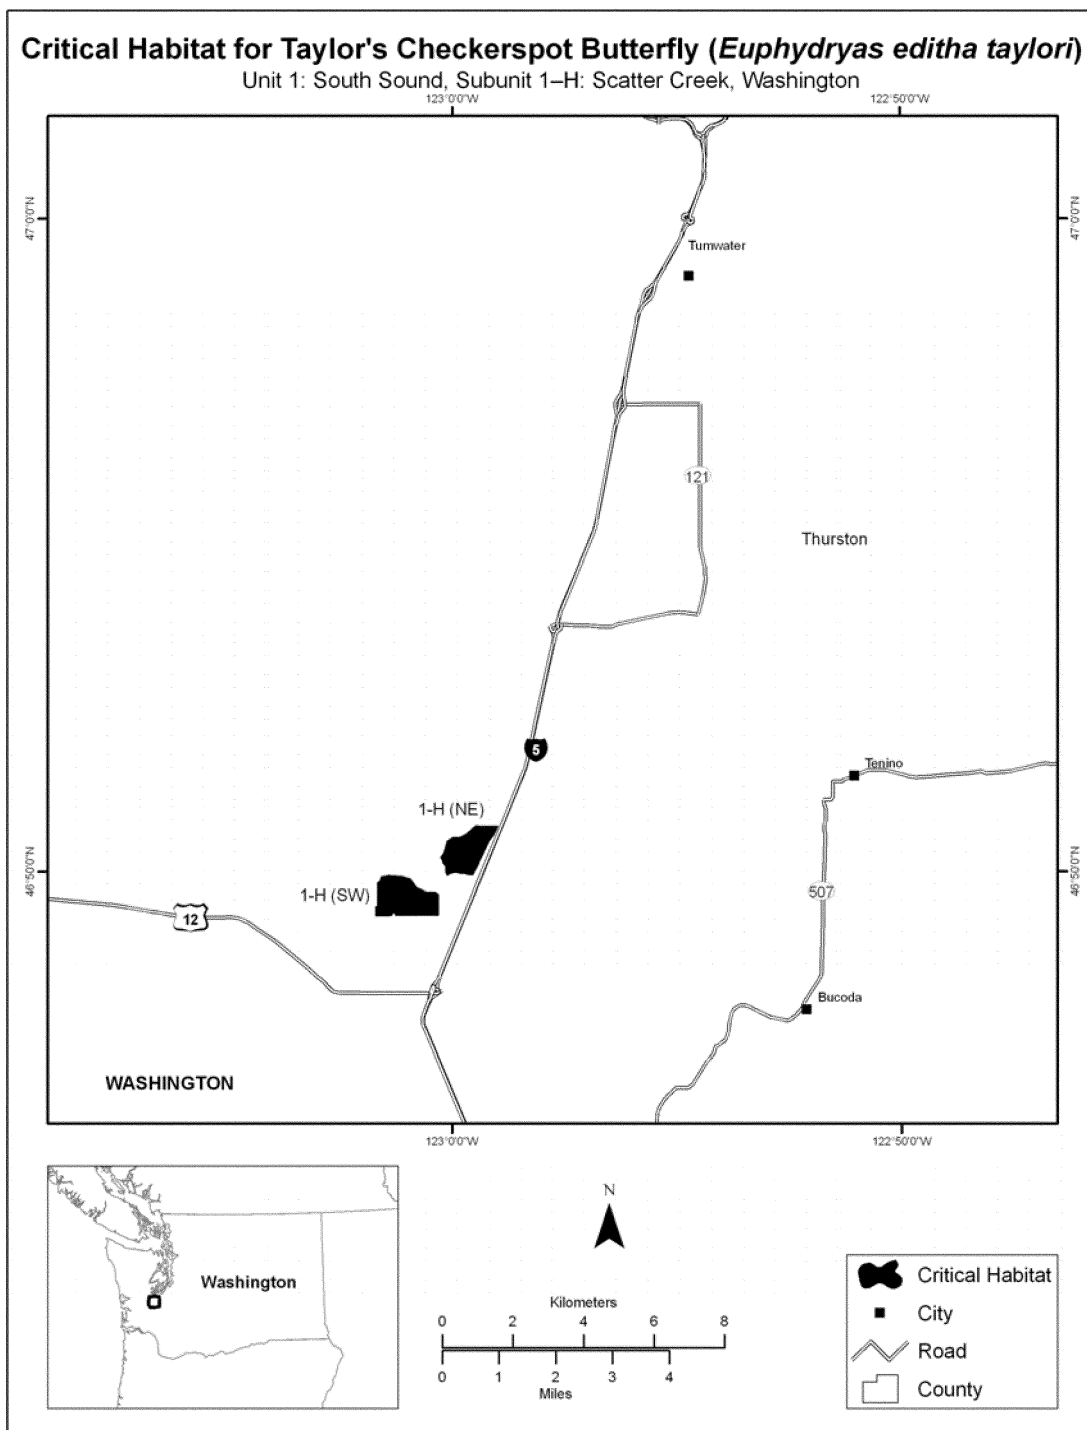 Critical Habitat for Taylor's Checkerspot Butterfly (Euphydryas editha taylori)
Unit 1: South Sound, Subunit 1–H: Scatter Creek, Washington
123°0'0"W
122°50'0"W
47°0'0"N
47°0'0"N
Tumwater
121
Thurston
5
Tenino
1-H (NE)
46°50'0"N
46°50'0"N
1-H (SW)
507
12
Bucoda
WASHINGTON
123°0'0"W
122°50'0"W
Washington
N
Kilometers
0 2 4 6 8
0 1 2 3 4
Miles
Critical Habitat
City
Road
County